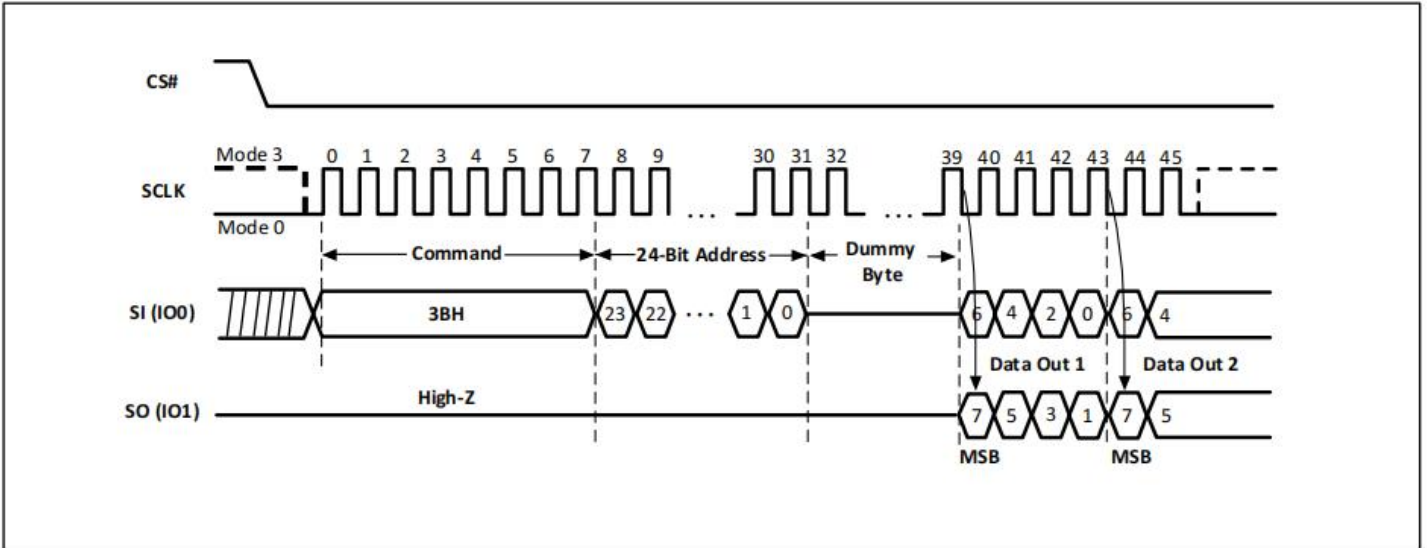 CS#
Mode 3 0 1 2 3 4 5 6 7 8 9 30 31 32 39 40 41 42 43 44 45
SCLK
... ...
Mode 0
Command 24-Bit Address Dummy
Byte
SI (IO0) 3BH 23 22 ... 1 0 6 4 2 0 6 4
Data Out 1 Data Out 2
High-Z
SO (IO1) 7 5 3 1 7 5
MSB MSB